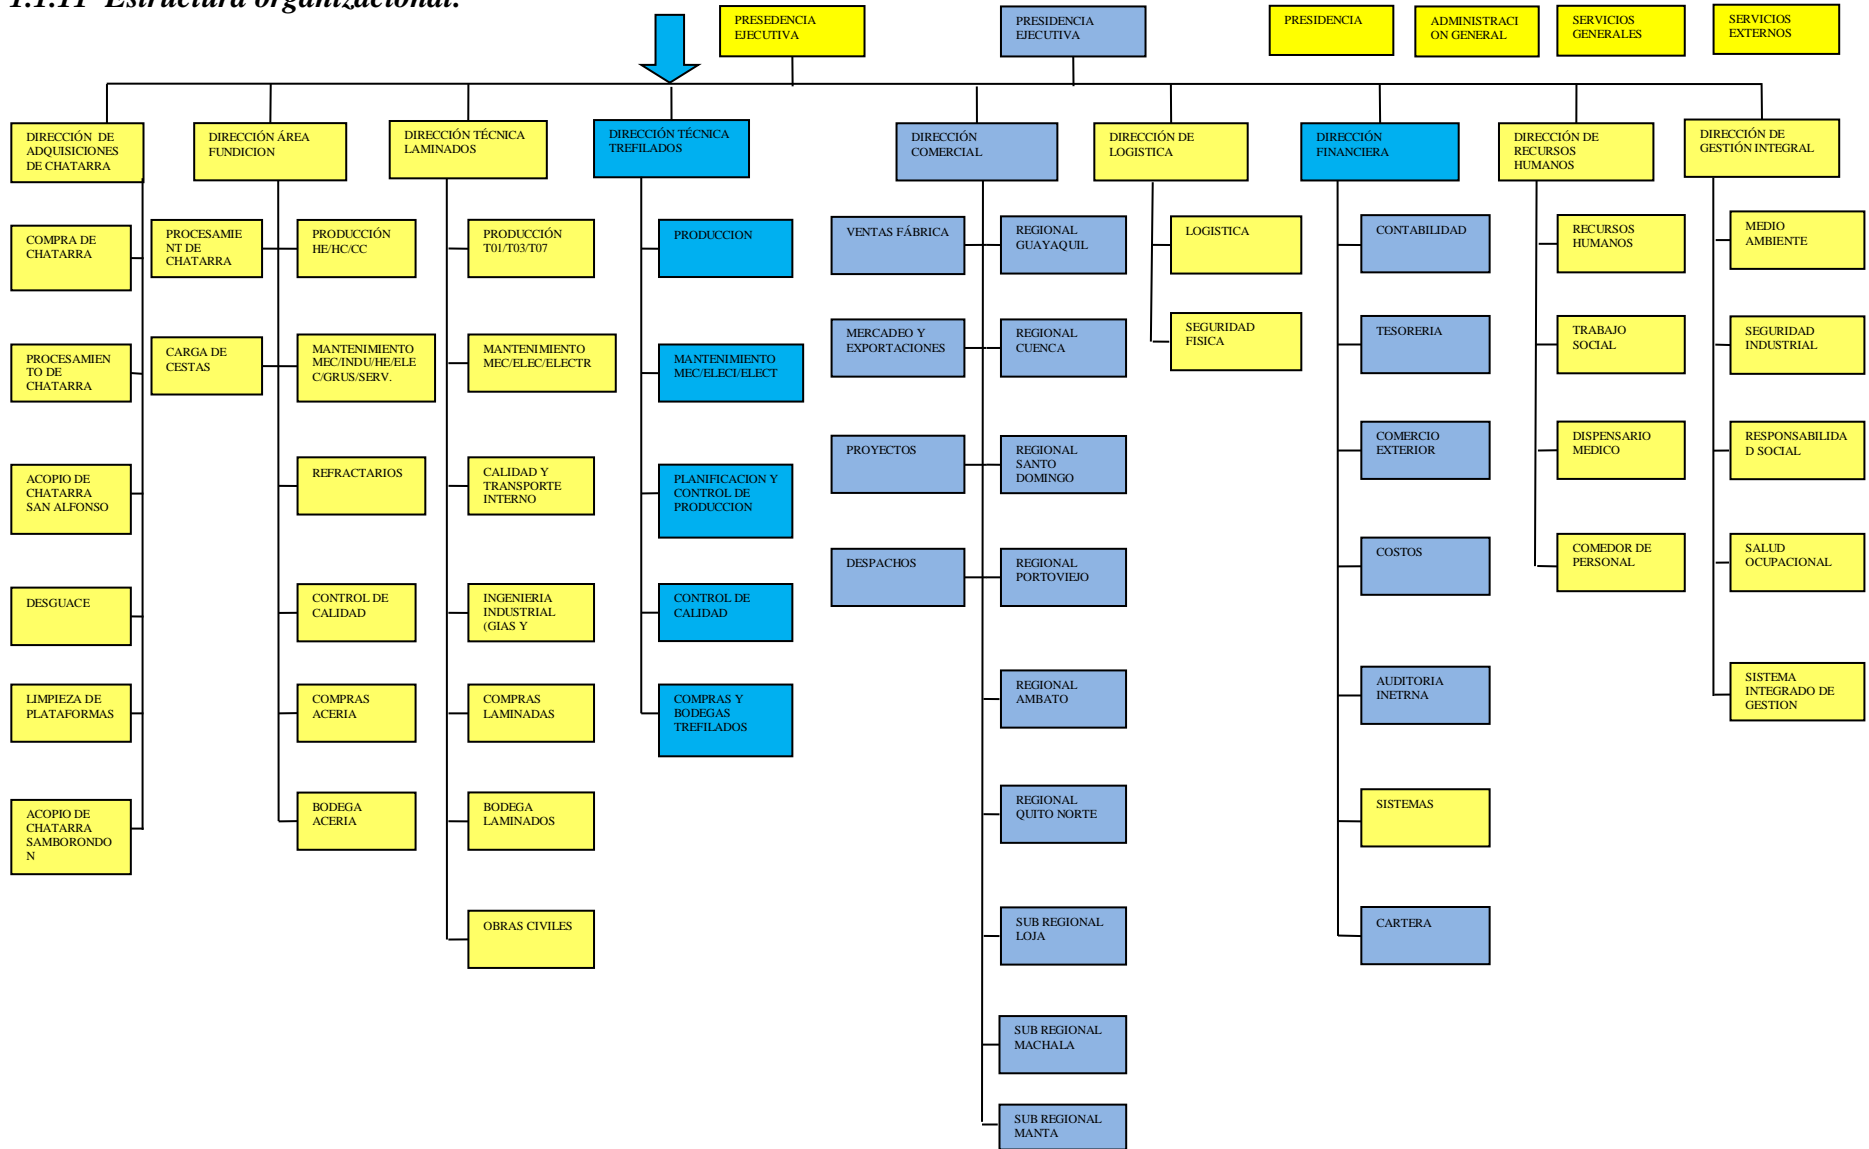 1.1.11 Estructura organizacional.
PRESEDENCIA
EJECUTIVA
PRESIDENCIA
EJECUTIVA
PRESIDENCIA
ADMINISTRACI
ON GENERAL
SERVICIOS
GENERALES
SERVICIOS
EXTERNOS
DIRECCIÓN DE
ADQUISICIONES
DE CHATARRA
DIRECCIÓN ÁREA
FUNDICION
DIRECCIÓN TÉCNICA
LAMINADOS
DIRECCIÓN TÉCNICA
TREFILADOS
DIRECCIÓN
COMERCIAL
DIRECCIÓN DE
LOGISTICA
DIRECCIÓN
FINANCIERA
DIRECCIÓN DE
RECURSOS
HUMANOS
DIRECCIÓN DE
GESTIÓN INTEGRAL
COMPRA DE
CHATARRA
PROCESAMIEN
TO DE
CHATARRA
ACOPIO DE
CHATARRA
SAN ALFONSO
DESGUACE
LIMPIEZA DE
PLATAFORMAS
ACOPIO DE
CHATARRA
SAMBORONDO
N
PROCESAMIE
NT DE
CHATARRA
CARGA DE
CESTAS
PRODUCCIÓN
HE/HC/CC
MANTENIMIENTO
MEC/INDU/HE/ELE
C/GRUS/SERV.
REFRACTARIOS
CONTROL DE
CALIDAD
COMPRAS
ACERIA
BODEGA
ACERIA
PRODUCCIÓN
T01/T03/T07
MANTENIMIENTO
MEC/ELEC/ELECTR
CALIDAD Y
TRANSPORTE
INTERNO
INGENIERIA
INDUSTRIAL
(GIAS Y
COMPRAS
LAMINADAS
BODEGA
LAMINADOS
OBRAS CIVILES
PRODUCCION
MANTENIMIENTO
MEC/ELECI/ELECT
PLANIFICACION Y
CONTROL DE
PRODUCCION
CONTROL DE
CALIDAD
COMPRAS Y
BODEGAS
TREFILADOS
VENTAS FÁBRICA
MERCADEO Y
EXPORTACIONES
PROYECTOS
DESPACHOS
REGIONAL
GUAYAQUIL
REGIONAL
CUENCA
REGIONAL
SANTO
DOMINGO
REGIONAL
PORTOVIEJO
REGIONAL
AMBATO
REGIONAL
QUITO NORTE
SUB REGIONAL
LOJA
SUB REGIONAL
MACHALA
SUB REGIONAL
MANTA
LOGISTICA
SEGURIDAD
FISICA
CONTABILIDAD
TESORERIA
COMERCIO
EXTERIOR
COSTOS
AUDITORIA
INETRNA
SISTEMAS
CARTERA
RECURSOS
HUMANOS
TRABAJO
SOCIAL
DISPENSARIO
MEDICO
COMEDOR DE
PERSONAL
MEDIO
AMBIENTE
SEGURIDAD
INDUSTRIAL
RESPONSABILIDA
D SOCIAL
SALUD
OCUPACIONAL
SISTEMA
INTEGRADO DE
GESTION